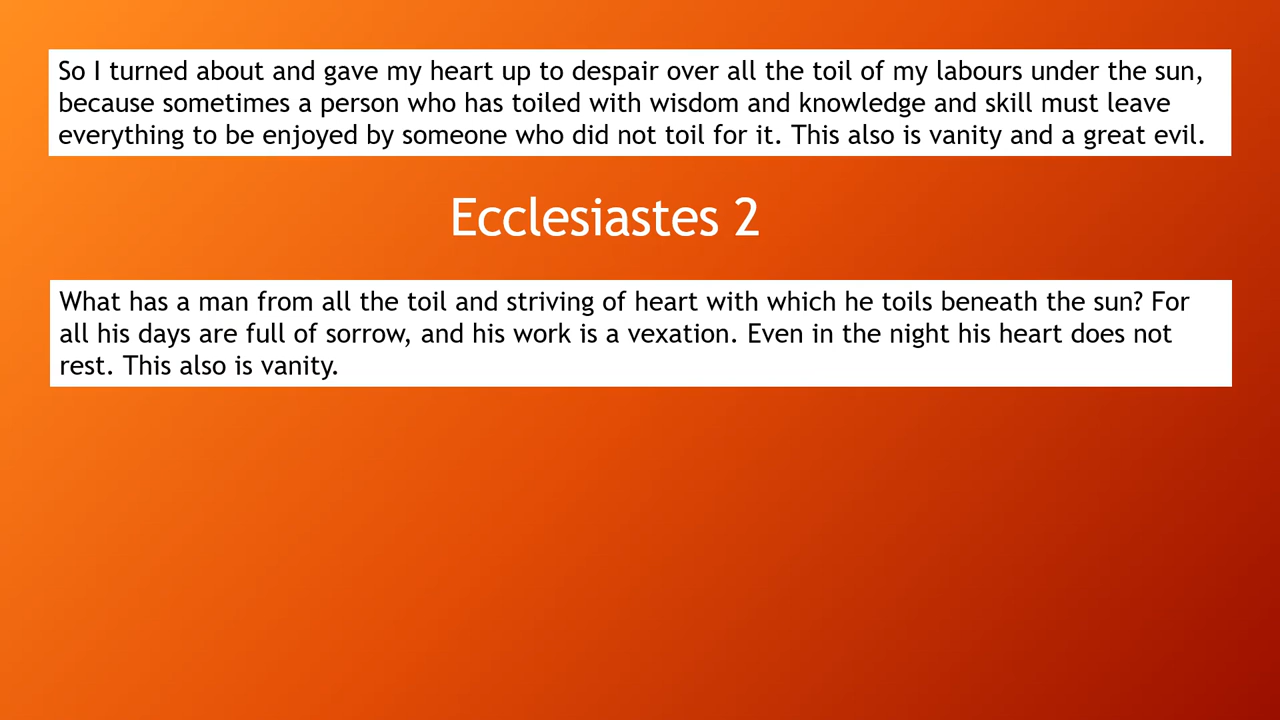 So I turned about and gave my heart up to despair over all the toil of my labours under the sun,
because sometimes a person who has toiled with wisdom and knowledge and skill must leave
everything to be enjoyed by someone who did not toil for it. This also is vanity and a great evil.
Ecclesiastes 2
What has a man from all the toil and striving of heart with which he toils beneath the sun? For
all his days are full of sorrow, and his work is a vexation. Even in the night his heart does not
rest. This also is vanity.